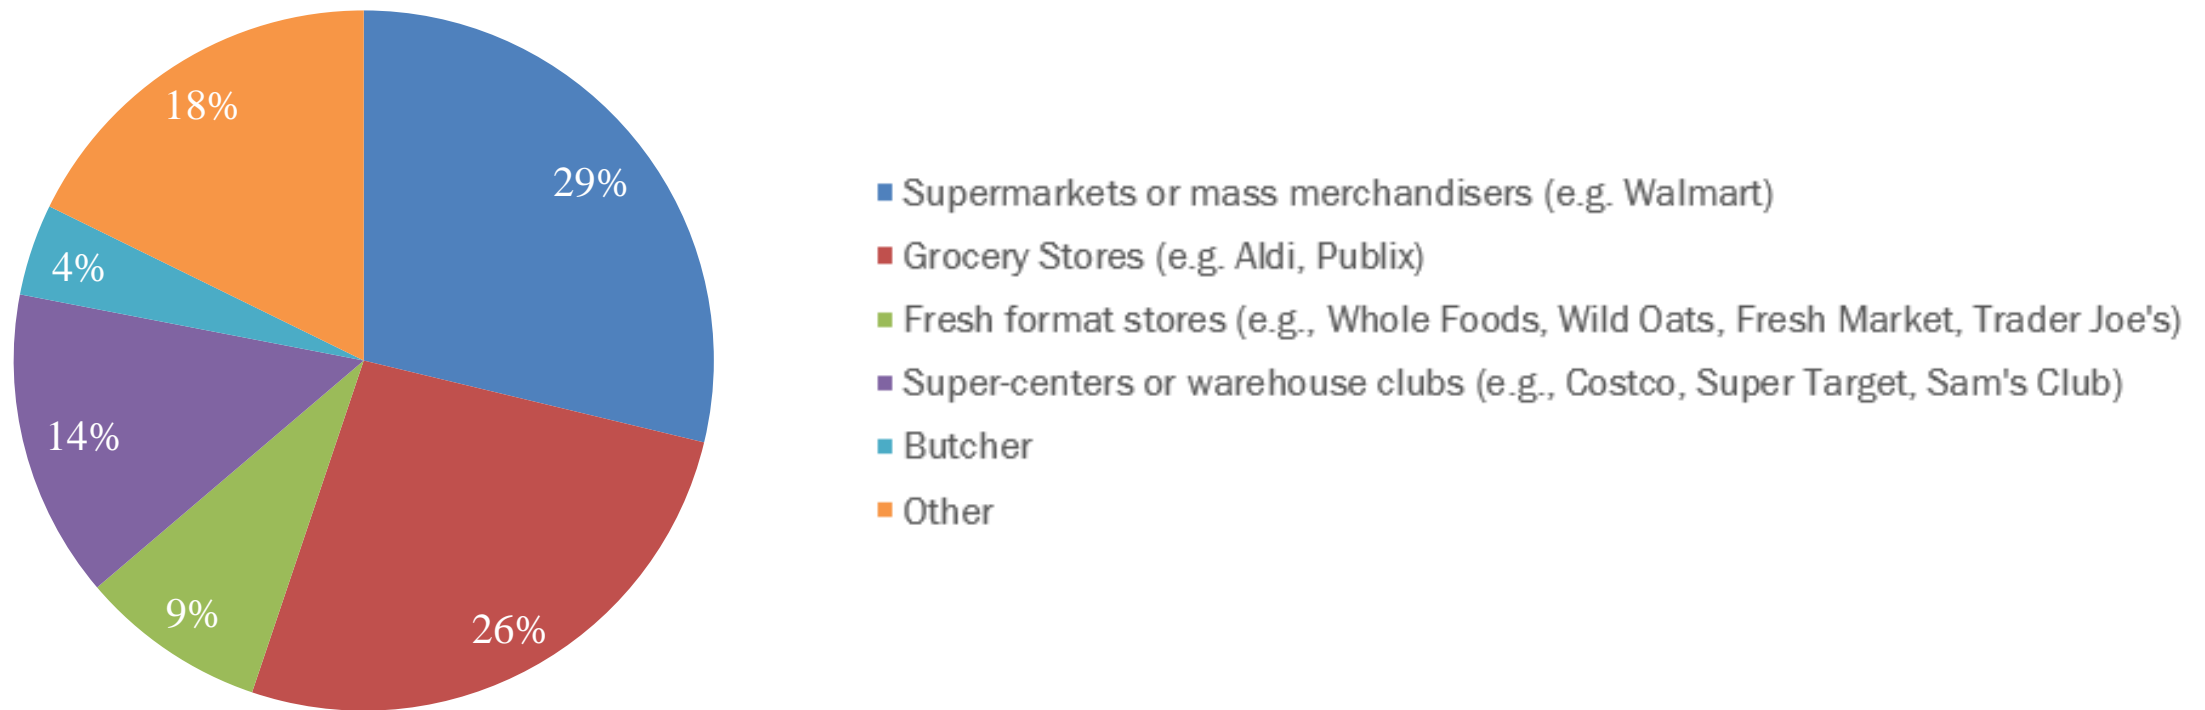 18%
29%
4%
14%
9%
26%
Supermarkets or mass merchandisers (e.g. Walmart)
Grocery Stores (e.g. Aldi, Publix)
Fresh format stores (e.g., Whole Foods, Wild Oats, Fresh Market, Trader Joe's)
Super-centers or warehouse clubs (e.g., Costco, Super Target, Sam's Club)
Butcher
Other